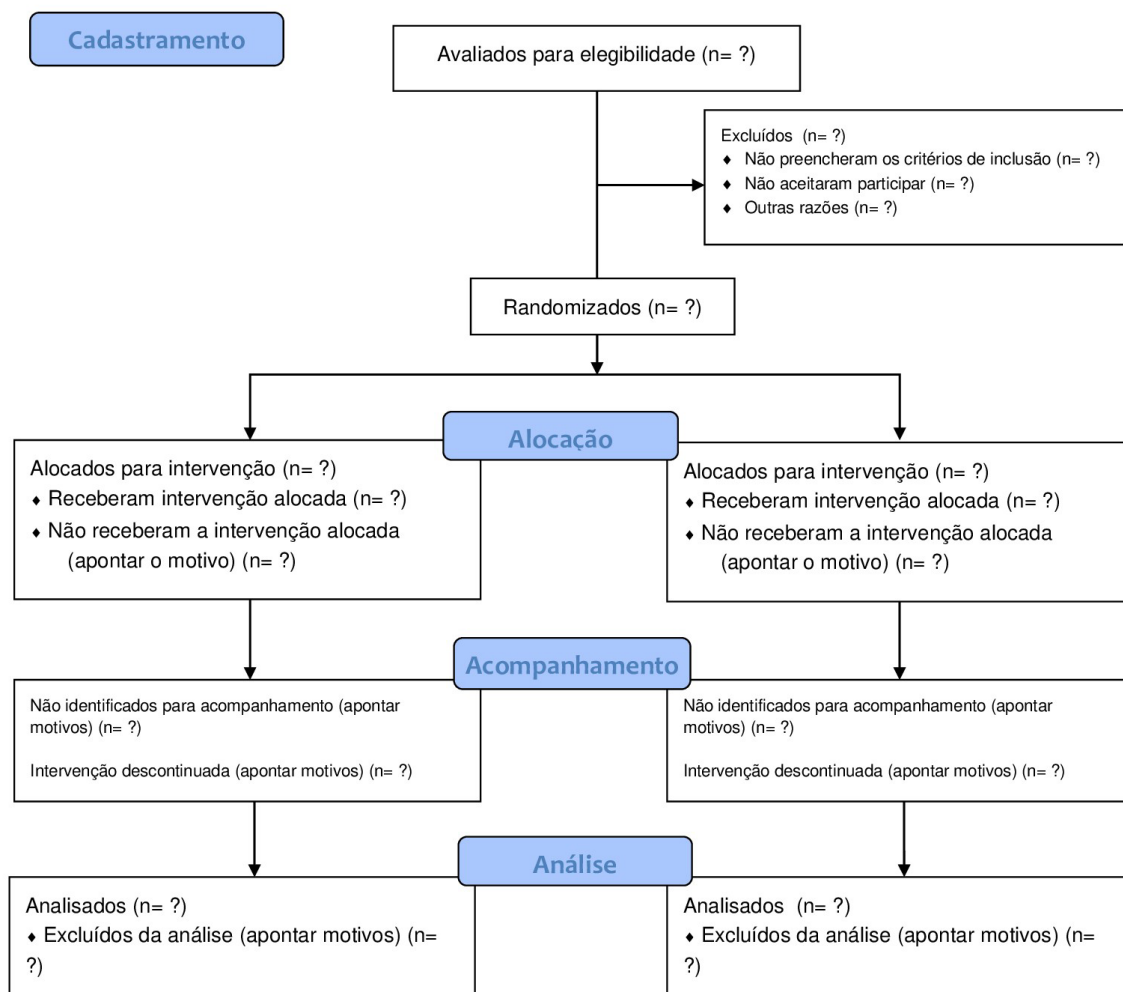 Cadastramento
Avaliados para elegibilidade (n= ?)
Excluídos  (n= ?)
♦ Não preencheram os critérios de inclusão (n= ?)
♦ Não aceitaram participar (n= ?)
♦ Outras razões (n= ?)
Randomizados (n= ?)
Alocação
Alocados para intervenção (n= ?)
♦ Receberam intervenção alocada (n= ?)
♦ Não receberam a intervenção alocada
(apontar o motivo) (n= ?)
Alocados para intervenção (n= ?)
♦ Receberam intervenção alocada (n= ?)
♦ Não receberam a intervenção alocada
(apontar o motivo) (n= ?)
Acompanhamento
Não identificados para acompanhamento (apontar
motivos) (n= ?)
Intervenção descontinuada (apontar motivos) (n= ?)
Não identificados para acompanhamento (apontar
motivos) (n= ?)
Intervenção descontinuada (apontar motivos) (n= ?)
Análise
Analisados (n= ?)
♦ Excluídos da análise (apontar motivos) (n=
?)
Analisados  (n= ?)
♦ Excluídos da análise (apontar motivos) (n=
?)